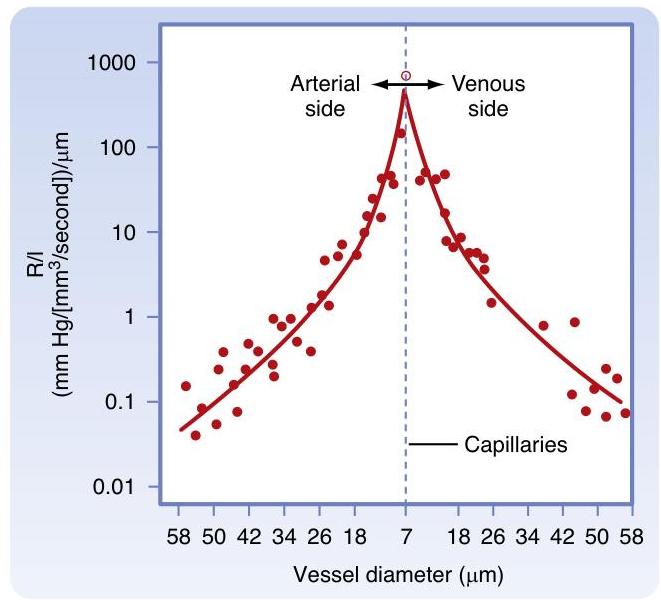 R/l
(mm Hg/[mm³/second])/μm
1000
100
10
1
0.1
0.01
Arterial
side
Venous
side
Capillaries
58 50 42 34 26 18 7 18 26 34 42 50 58
Vessel diameter (μm)